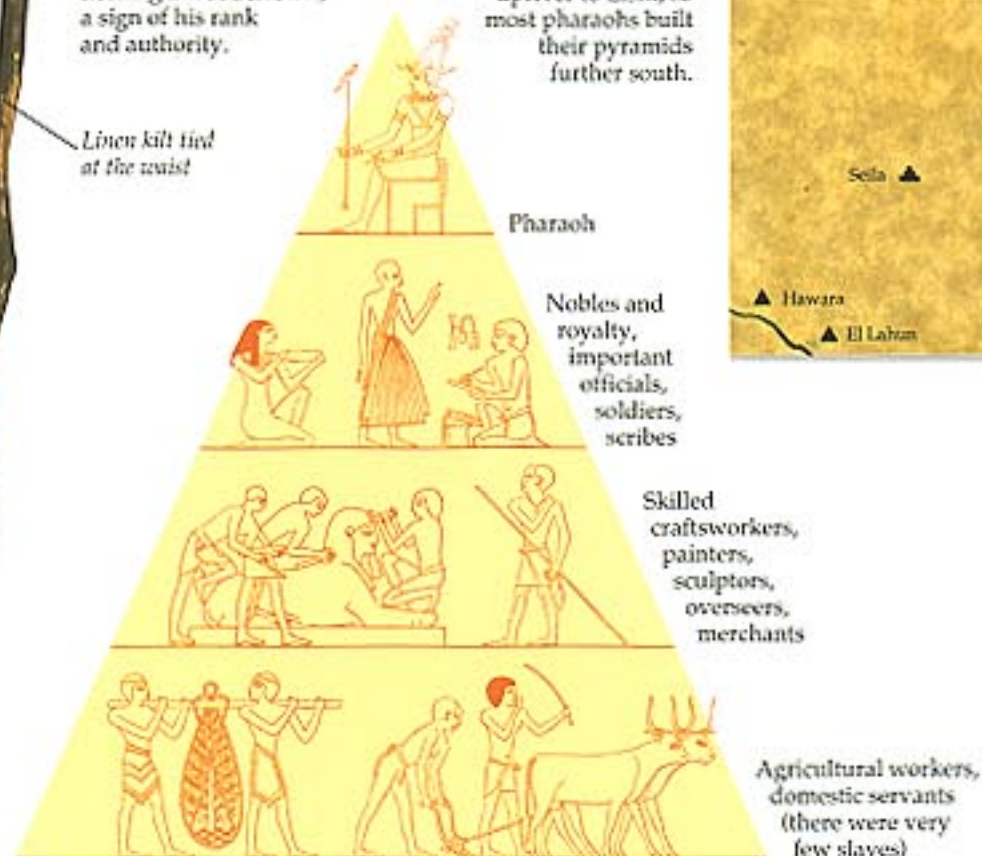 a sign of his rank
and authority.
most pharaohs built
their pyramids
further south.
Linen kilt tied
at the waist
Seila
Pharaoh
Hawara
El Lahun
Nobles and
royalty,
important
officials,
soldiers,
scribes
Skilled
craftsworkers,
painters,
sculptors,
overseers,
merchants
Agricultural workers,
domestic servants
(there were very
few slaves)